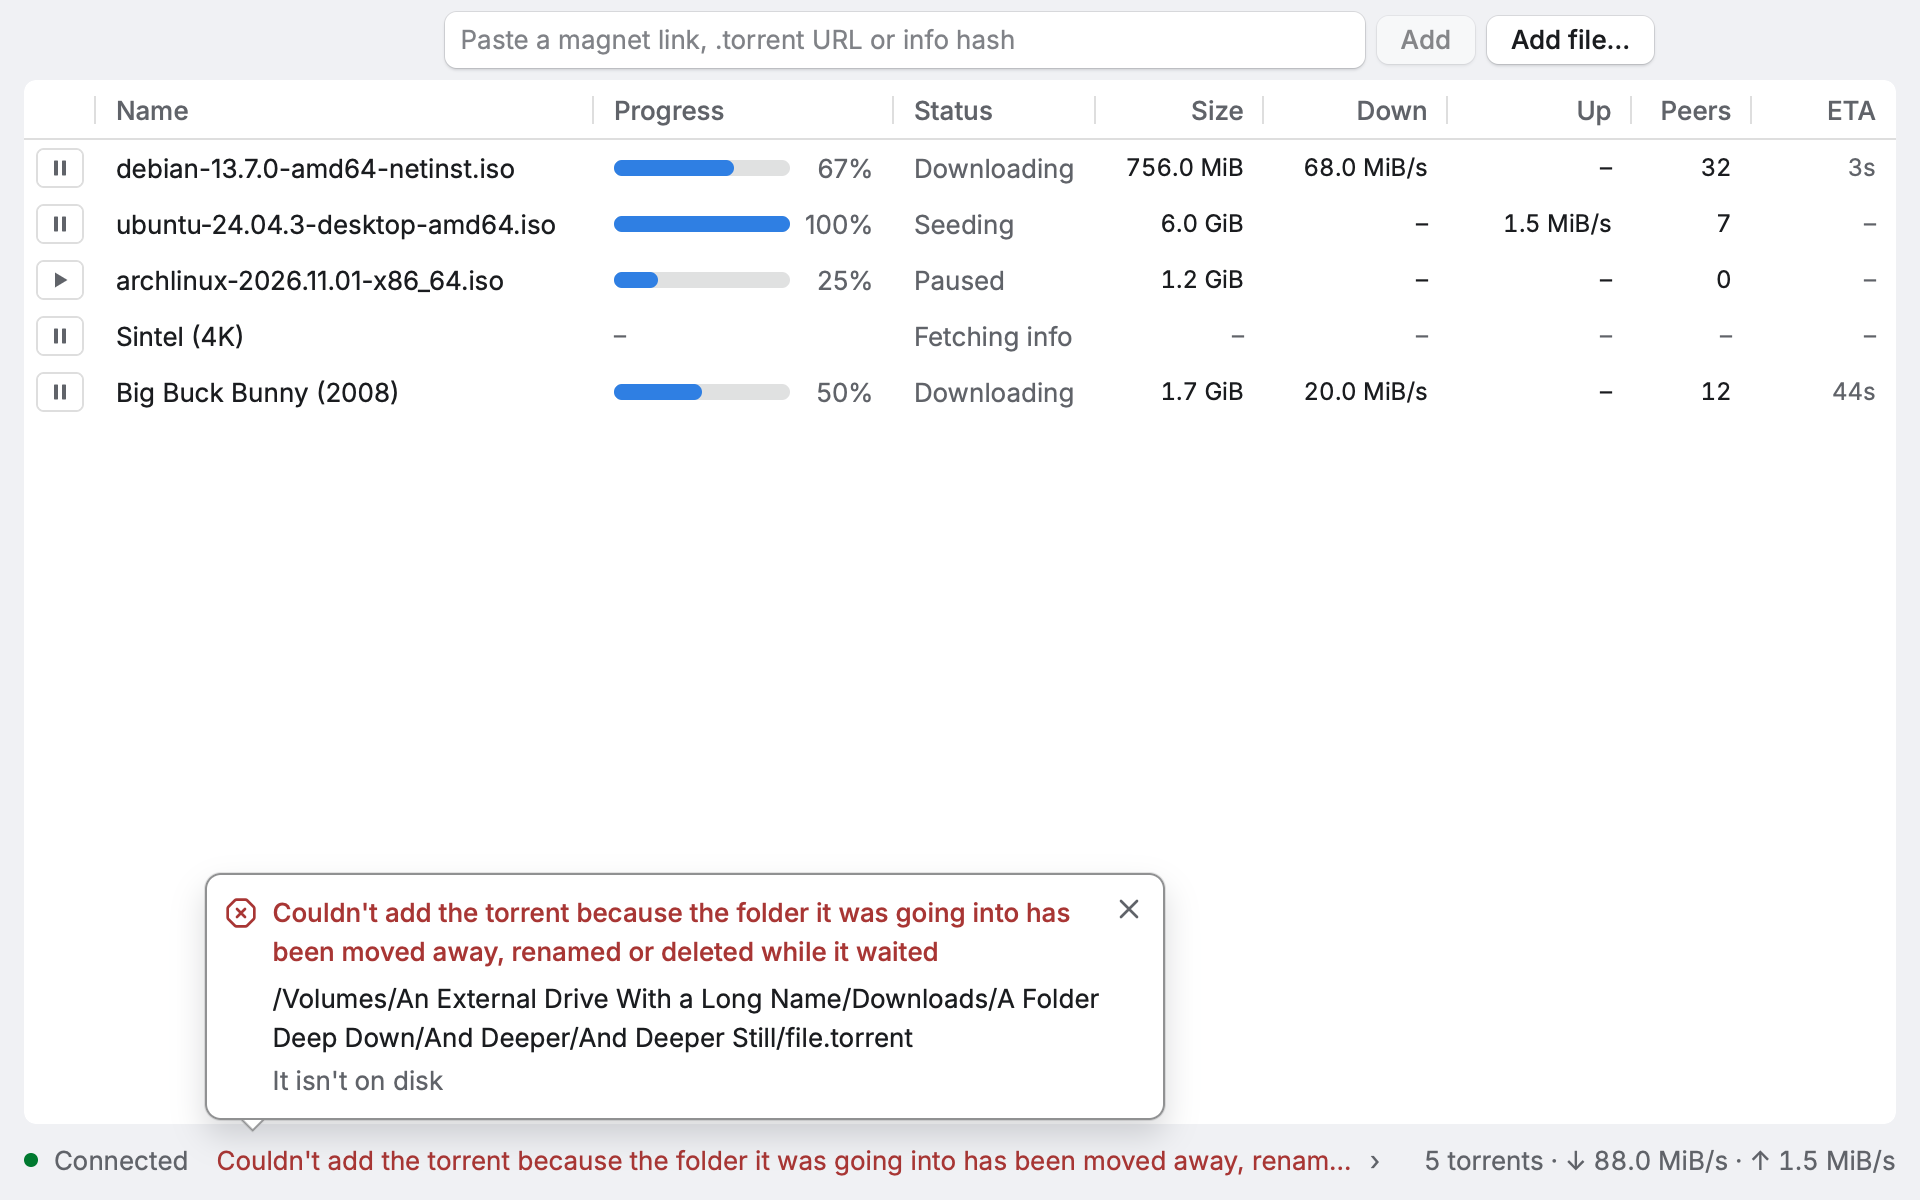 Paste a magnet link, .torrent URL or info hash
Add
Add file...
Name Progress Status Size Down Up Peers ETA
debian-13.7.0-amd64-netinst.iso 67% Downloading 756.0 MiB 68.0 MiB/s – 32 3s
ubuntu-24.04.3-desktop-amd64.iso 100% Seeding 6.0 GiB – 1.5 MiB/s 7 –
archlinux-2026.11.01-x86_64.iso 25% Paused 1.2 GiB – – 0 –
Sintel (4K) – Fetching info – – – – –
Big Buck Bunny (2008) 50% Downloading 1.7 GiB 20.0 MiB/s – 12 44s
Couldn't add the torrent because the folder it was going into has
been moved away, renamed or deleted while it waited
/Volumes/An External Drive With a Long Name/Downloads/A Folder
Deep Down/And Deeper/And Deeper Still/file.torrent
It isn't on disk
Connected Couldn't add the torrent because the folder it was going into has been moved away, renam... › 5 torrents · ↓ 88.0 MiB/s · ↑ 1.5 MiB/s